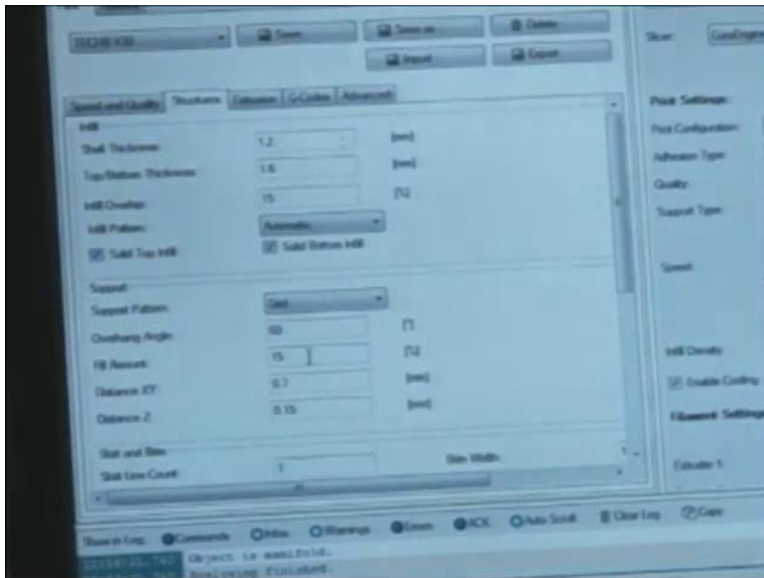 Save Save as Delete
Import Export
Slicer: CuraEngine
Speed and Quality Structures Extrusion G-Codes Advanced
Infill
Shell Thickness: 1.2 [mm]
Top/Bottom Thickness: 1.6 [mm]
Infill Overlap: 15 [%]
Infill Pattern: Automatic
Solid Top Infill Solid Bottom Infill
Support
Support Pattern: Grid
Overhang Angle: 60 [°]
Fill Amount: 15 [%]
Distance XY: 0.7 [mm]
Distance Z: 0.15 [mm]
Skirt and Brim
Skirt Line Count: 1 Brim Width:
Print Settings:
Print Configuration:
Adhesion Type:
Quality:
Support Type:
Speed:
Infill Density
Enable Cooling
Filament Settings
Extruder 1
Show in Log: Commands Infos Warnings Errors ACK Auto Scroll Clear Log Copy
Object is manifold.
Analysing finished.